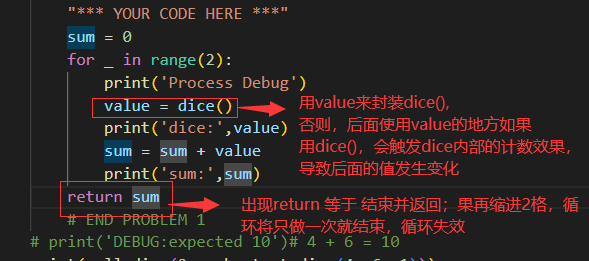 "*** YOUR CODE HERE ***"
sum = 0
for _ in range(2):
print('Process Debug')
value = dice()
print('dice:',value)
sum = sum + value
print('sum:',sum)
return sum
# END PROBLEM 1
# print('DEBUG:expected 10')# 4 + 6 = 10
用value来封装dice(),
否则，后面使用value的地方如果
用dice()，会触发dice内部的计数效果，
导致后面的值发生变化
出现return 等于 结束并返回；果再缩进2格，循
环将只做一次就结束，循环失效